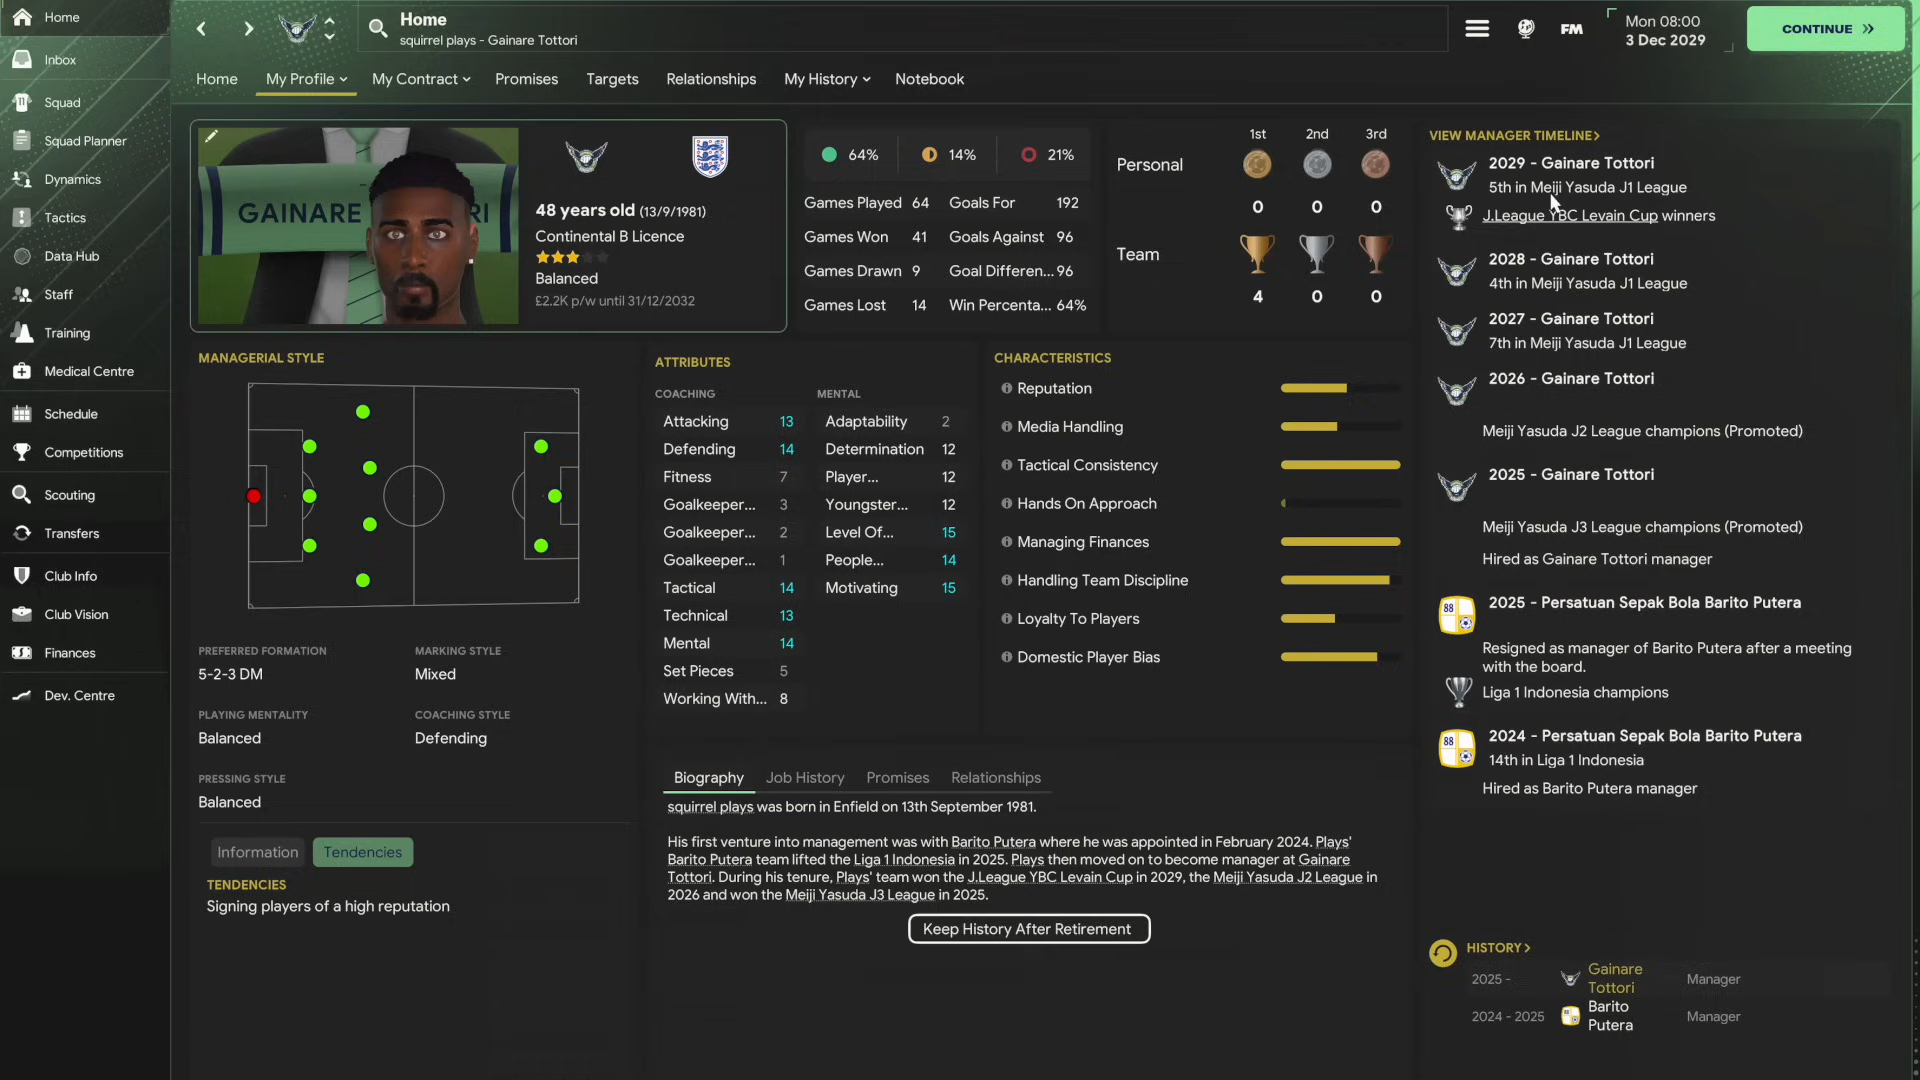 Home
Inbox
Squad
Squad Planner
Dynamics
Tactics
Data Hub
Staff
Training
Medical Centre
Schedule
Competitions
Scouting
Transfers
Club Info
Club Vision
Finances
Dev. Centre
Home
squirrel plays - Gainare Tottori
FM
Mon 08:00
3 Dec 2029
CONTINUE
Home
My Profile
My Contract
Promises
Targets
Relationships
My History
Notebook
GAINARE
RI
48 years old (13/9/1981)
Continental B Licence
Balanced
£2.2K p/w until 31/12/2032
64%
14%
21%
Games Played 64 Goals For 192
Games Won 41 Goals Against 96
Games Drawn 9 Goal Differen... 96
Games Lost 14 Win Percenta... 64%
1st 2nd 3rd
Personal
0 0 0
Team
4 0 0
VIEW MANAGER TIMELINE>
2029 - Gainare Tottori
5th in Meiji Yasuda J1 League
J.League YBC Levain Cup winners
2028 - Gainare Tottori
4th in Meiji Yasuda J1 League
2027 - Gainare Tottori
7th in Meiji Yasuda J1 League
2026 - Gainare Tottori
Meiji Yasuda J2 League champions (Promoted)
2025 - Gainare Tottori
Meiji Yasuda J3 League champions (Promoted)
Hired as Gainare Tottori manager
88
2025 - Persatuan Sepak Bola Barito Putera
Resigned as manager of Barito Putera after a meeting
with the board.
Liga 1 Indonesia champions
88
2024 - Persatuan Sepak Bola Barito Putera
14th in Liga 1 Indonesia
Hired as Barito Putera manager
MANAGERIAL STYLE
PREFERRED FORMATION
5-2-3 DM
MARKING STYLE
Mixed
PLAYING MENTALITY
Balanced
COACHING STYLE
Defending
PRESSING STYLE
Balanced
Information
Tendencies
TENDENCIES
Signing players of a high reputation
ATTRIBUTES
COACHING
Attacking 13
Defending 14
Fitness 7
Goalkeeper... 3
Goalkeeper... 2
Goalkeeper... 1
Tactical 14
Technical 13
Mental 14
Set Pieces 5
Working With... 8
MENTAL
Adaptability 2
Determination 12
Player... 12
Youngster... 12
Level Of... 15
People... 14
Motivating 15
CHARACTERISTICS
Reputation
Media Handling
Tactical Consistency
Hands On Approach
Managing Finances
Handling Team Discipline
Loyalty To Players
Domestic Player Bias
Biography
Job History
Promises
Relationships
squirrel plays was born in Enfield on 13th September 1981.
His first venture into management was with Barito Putera where he was appointed in February 2024. Plays'
Barito Putera team lifted the Liga 1 Indonesia in 2025. Plays then moved on to become manager at Gainare
Tottori. During his tenure, Plays' team won the J.League YBC Levain Cup in 2029, the Meiji Yasuda J2 League in
2026 and won the Meiji Yasuda J3 League in 2025.
Keep History After Retirement
HISTORY>
2025 - Gainare
Tottori Manager
2024 - 2025 Barito
Putera Manager